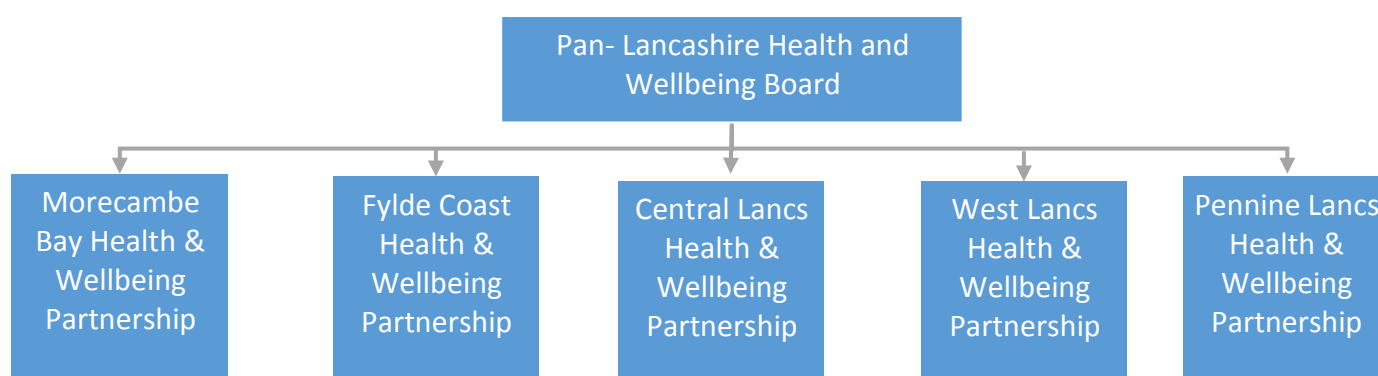 Pan- Lancashire Health and
Wellbeing Board
Morecambe
Bay Health &
Wellbeing
Partnership
Fylde Coast
Health &
Wellbeing
Partnership
Central Lancs
Health &
Wellbeing
Partnership
West Lancs
Health &
Wellbeing
Partnership
Pennine Lancs
Health &
Wellbeing
Partnership